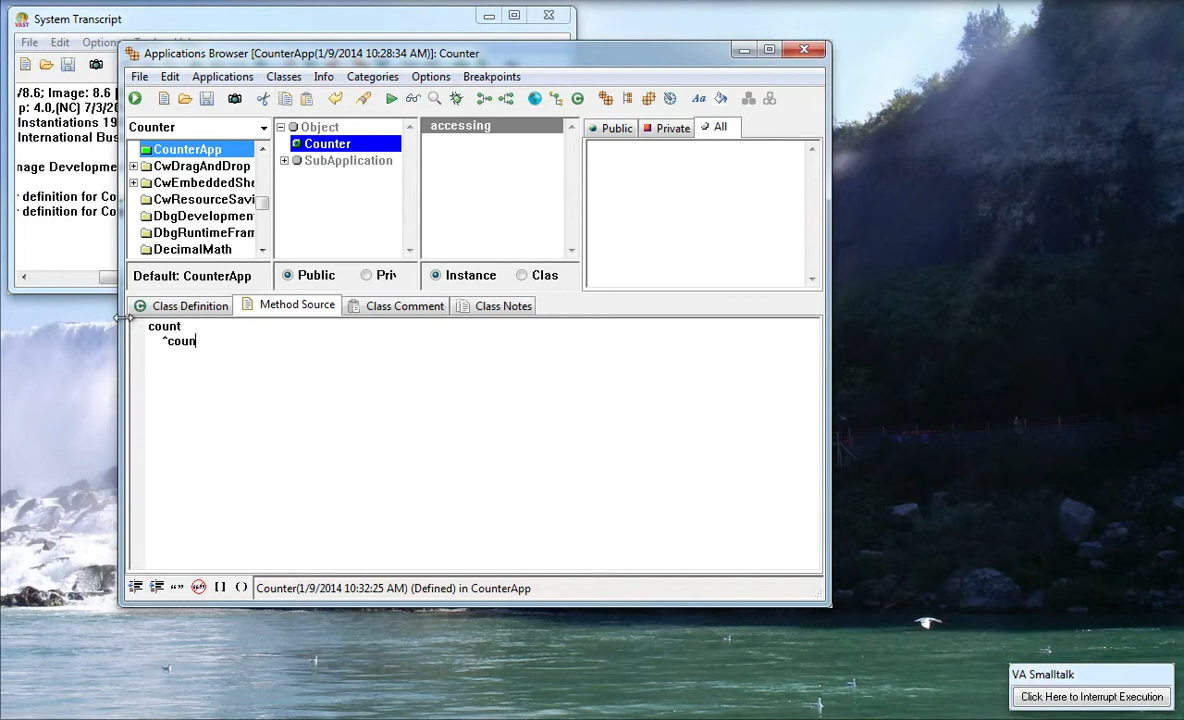 System Transcript
File Edit Options
Applications Browser [CounterApp(1/9/2014 10:28:34 AM)]: Counter
File Edit Applications Classes Info Categories Options Breakpoints
/8.6; Image: 8.6
p: 4.0,[NC] 7/3/20
Instantiations 19
International Bus
nage Developme
definition for Co
definition for Co
Counter
CounterApp
CwDragAndDrop
CwEmbeddedShe
CwResourceSavi
DbgDevelopmen
DbgRuntimeFram
DecimalMath
Object
Counter
SubApplication
accessing
Public Private All
Default: CounterApp
Public Pri
Instance Clas
Class Definition Method Source Class Comment Class Notes
count
^coun
Counter(1/9/2014 10:32:25 AM) (Defined) in CounterApp
VA Smalltalk
Click Here to Interrupt Execution